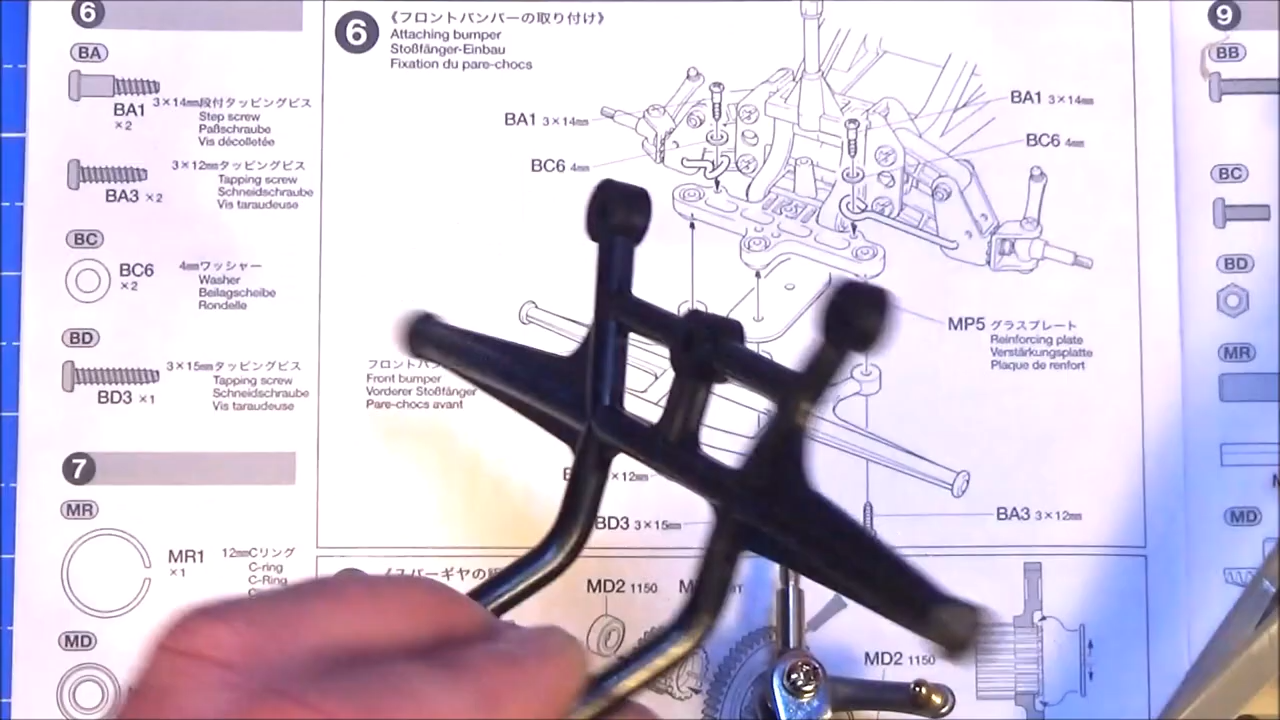 6
BA
3×14㎜段付タッピングビス
BA1
×2
Step screw
Paßschraube
Vis décolletée
3×12㎜タッピングビス
BA3 ×2
Tapping screw
Schneidschraube
Vis taraudeuse
BC
BC6
×2
4㎜ワッシャー
Washer
Beilagscheibe
Rondelle
BD
3×15㎜タッピングビス
BD3 ×1
Tapping screw
Schneidschraube
Vis taraudeuse
7
MR
MR1
×1
12㎜Cリング
C-ring
C-Ring
MD
6
《フロントバンパーの取り付け》
Attaching bumper
Stoßfänger-Einbau
Fixation du pare-chocs
BA1 3×14㎜
BC6 4㎜
BA1 3×14㎜
BC6 4㎜
MP5 グラスプレート
Reinforcing plate
Verstärkungsplatte
Plaque de renfort
Front bumper
Vorderer Stoßfänger
Pare-chocs avant
×12㎜
BD3 3×15㎜
BA3 3×12㎜
MD2 1150
MD2 1150
9
BB
BC
BD
MR
MD